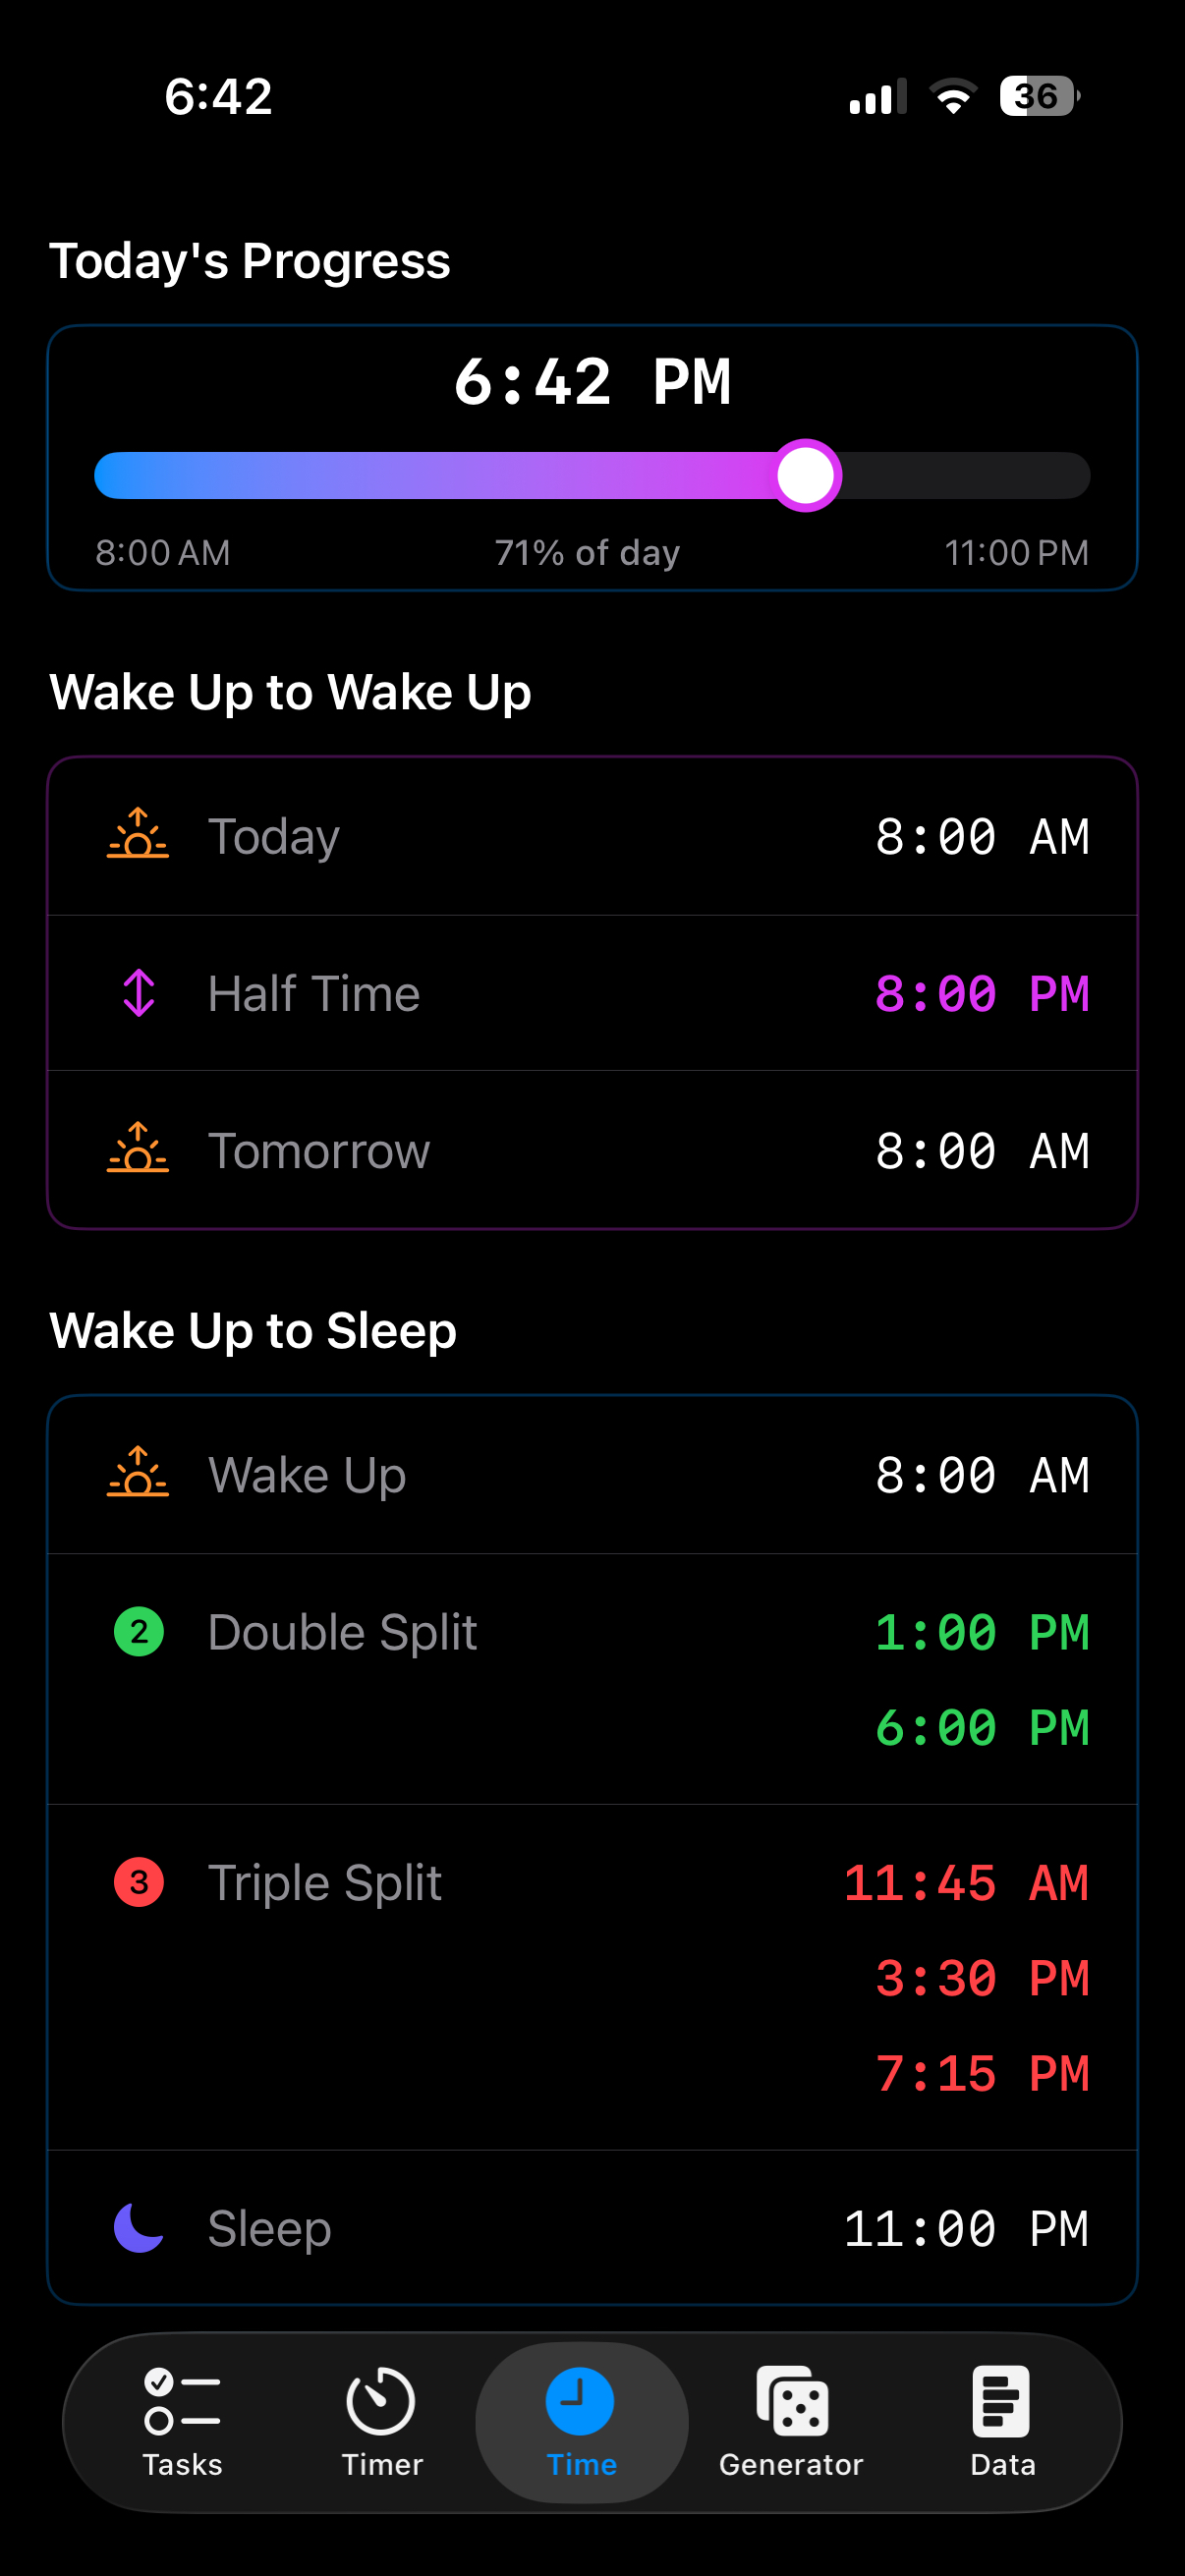 6:42
36
Today's Progress
6:42 PM
8:00 AM 71% of day 11:00 PM
Wake Up to Wake Up
Today 8:00 AM
Half Time 8:00 PM
Tomorrow 8:00 AM
Wake Up to Sleep
Wake Up 8:00 AM
2 Double Split 1:00 PM
6:00 PM
3 Triple Split 11:45 AM
3:30 PM
7:15 PM
Sleep 11:00 PM
Tasks Timer Time Generator Data